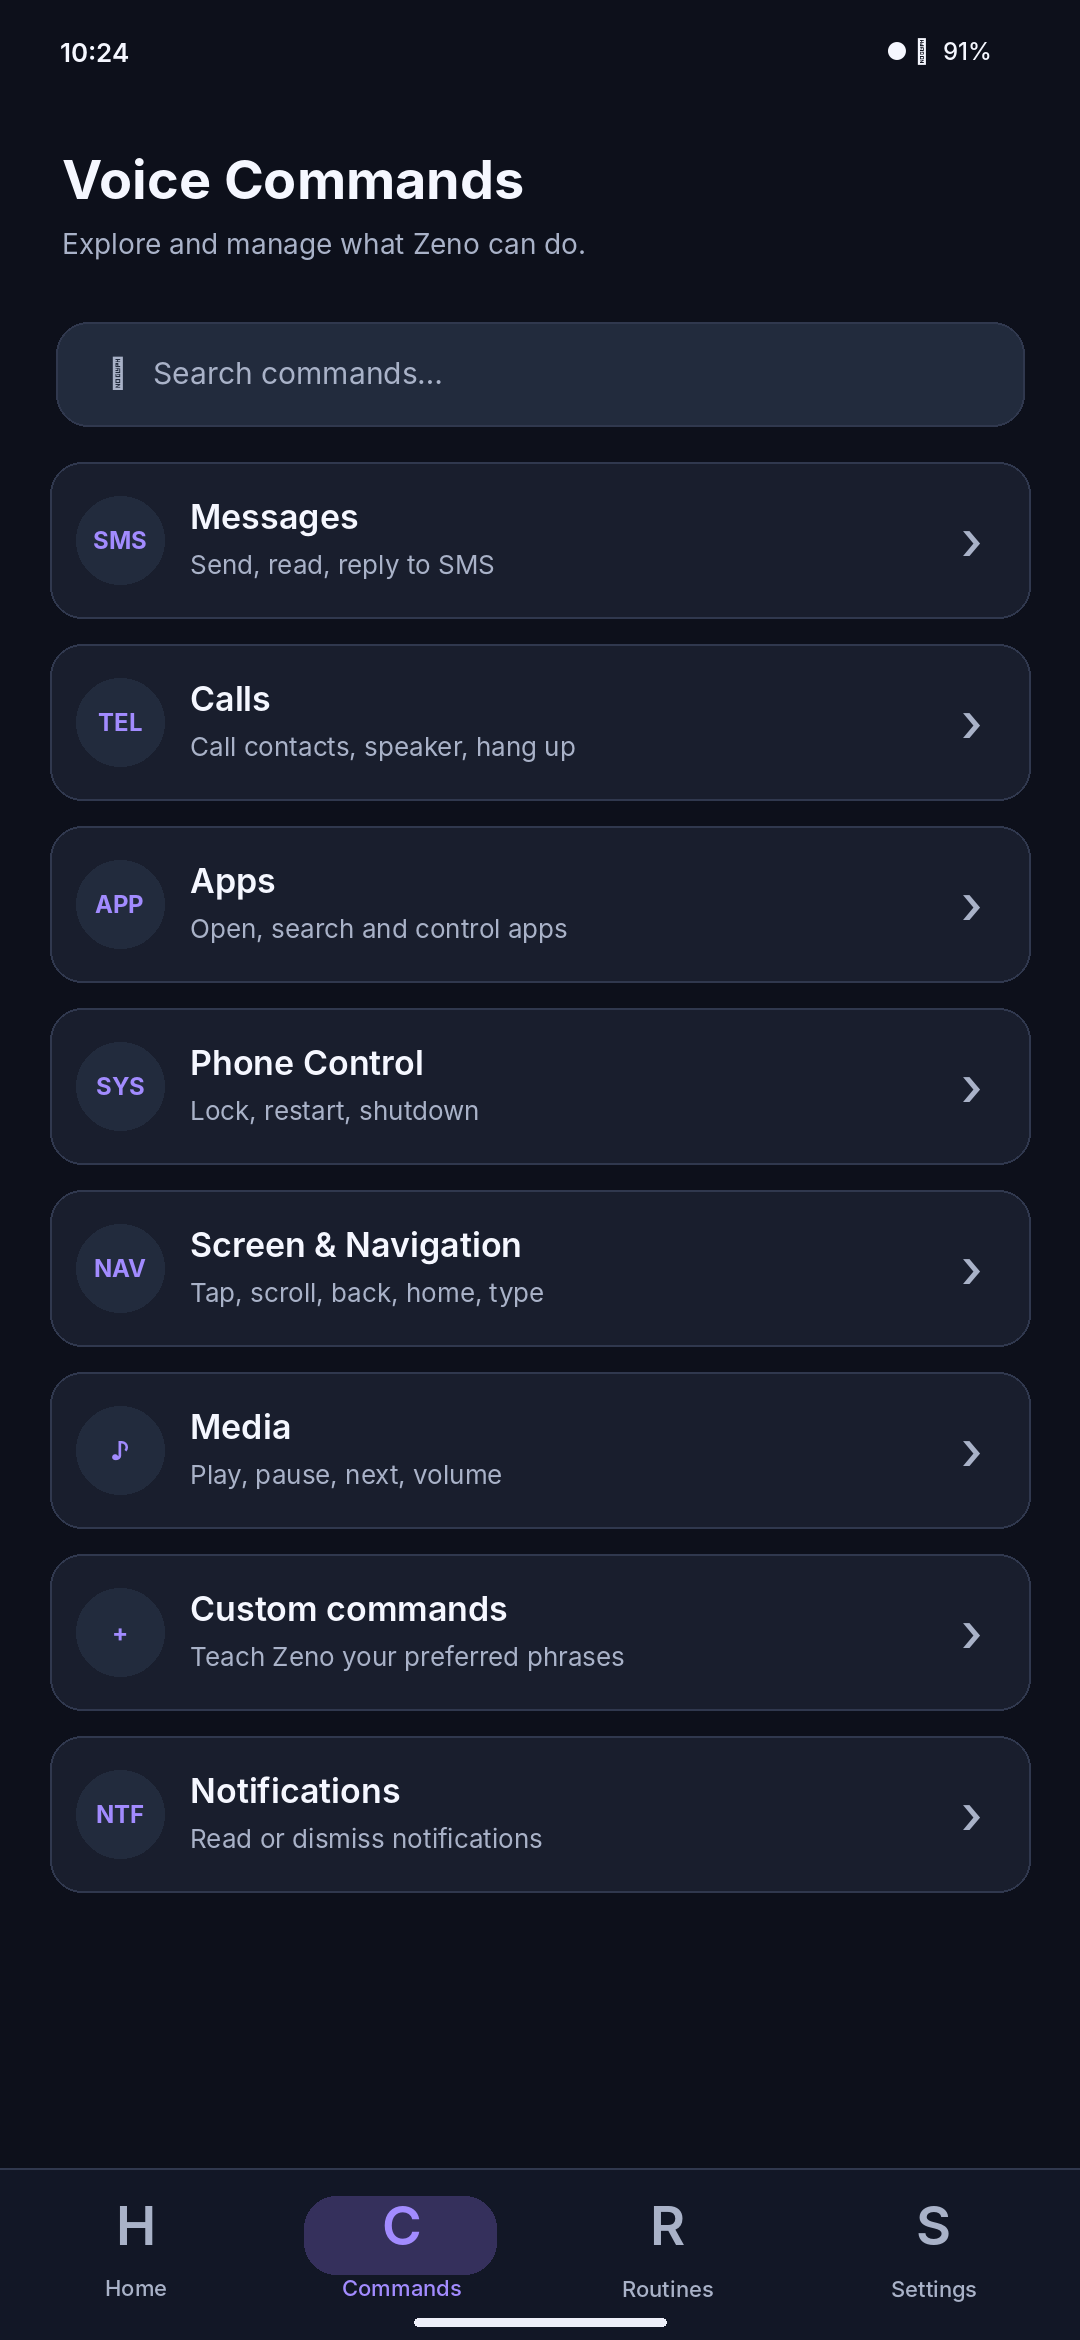 10:24
91%
Voice Commands
Explore and manage what Zeno can do.
Search commands...
SMS
Messages
Send, read, reply to SMS
›
TEL
Calls
Call contacts, speaker, hang up
›
APP
Apps
Open, search and control apps
›
SYS
Phone Control
Lock, restart, shutdown
›
NAV
Screen & Navigation
Tap, scroll, back, home, type
›
♪
Media
Play, pause, next, volume
›
+
Custom commands
Teach Zeno your preferred phrases
›
NTF
Notifications
Read or dismiss notifications
›
H
C
R
S
Home
Commands
Routines
Settings